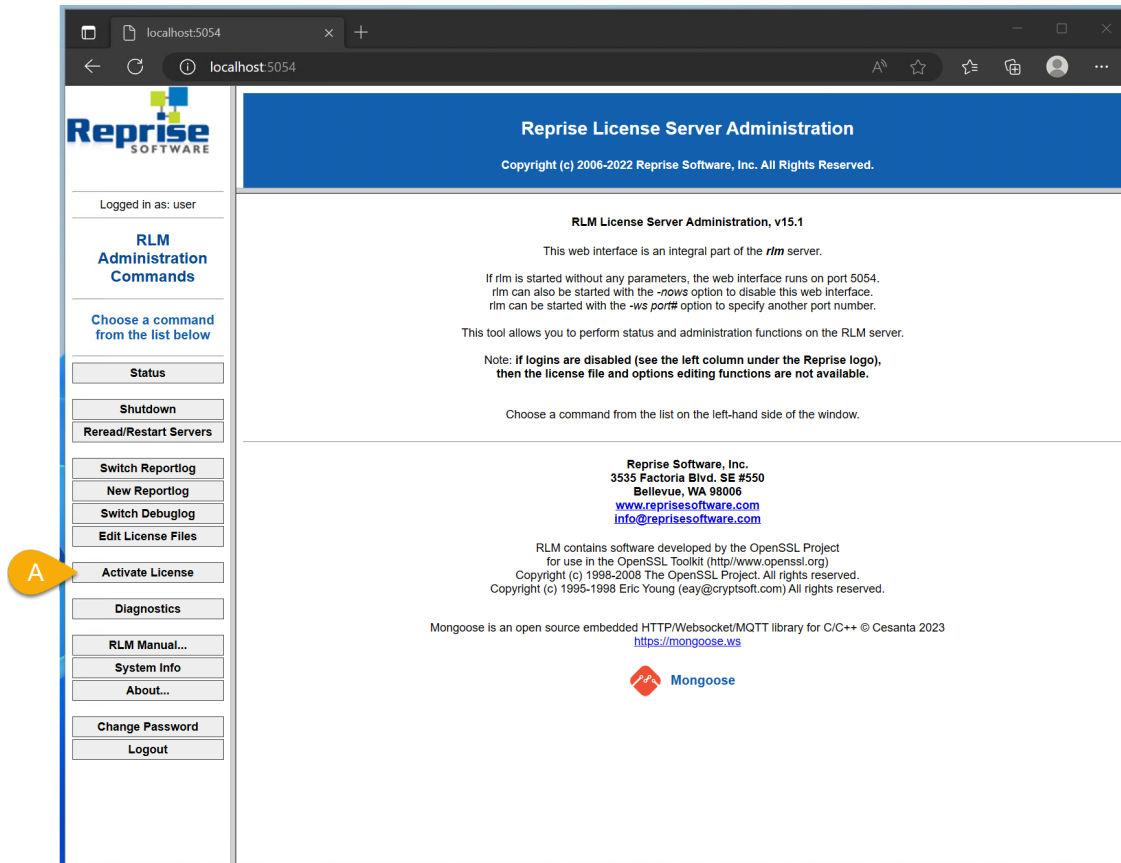 localhost:5054
localhost:5054
Reprise
SOFTWARE
Logged in as: user
RLM
Administration
Commands
Choose a command
from the list below
Status
Shutdown
Reread/Restart Servers
Switch Reportlog
New Reportlog
Switch Debuglog
Edit License Files
A
Activate License
Diagnostics
RLM Manual...
System Info
About...
Change Password
Logout
Reprise License Server Administration
Copyright (c) 2006-2022 Reprise Software, Inc. All Rights Reserved.
RLM License Server Administration, v15.1
This web interface is an integral part of the rlm server.
If rlm is started without any parameters, the web interface runs on port 5054.
rlm can also be started with the -nows option to disable this web interface.
rlm can be started with the -ws port# option to specify another port number.
This tool allows you to perform status and administration functions on the RLM server.
Note: if logins are disabled (see the left column under the Reprise logo),
then the license file and options editing functions are not available.
Choose a command from the list on the left-hand side of the window.
Reprise Software, Inc.
3535 Factoria Blvd. SE #550
Bellevue, WA 98006
www.reprisesoftware.com
info@reprisesoftware.com
RLM contains software developed by the OpenSSL Project
for use in the OpenSSL Toolkit (http//www.openssl.org)
Copyright (c) 1998-2008 The OpenSSL Project. All rights reserved.
Copyright (c) 1995-1998 Eric Young (eay@cryptsoft.com) All rights reserved.
Mongoose is an open source embedded HTTP/Websocket/MQTT library for C/C++ © Cesanta 2023
https://mongoose.ws
Mongoose